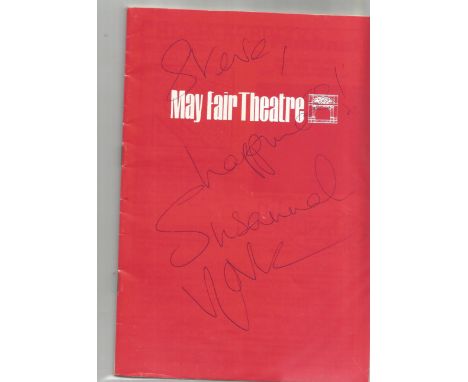 Steve,
May Fair Theatre
happiness!
Susannah
York